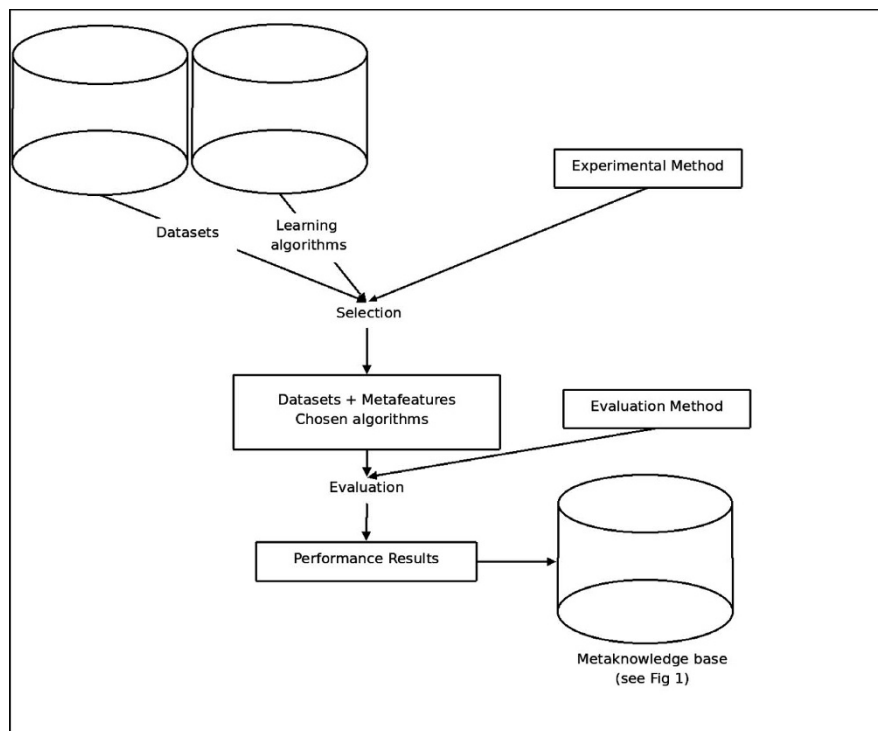 Experimental Method
Datasets
Learning
algorithms
Selection
Datasets + Metafeatures
Chosen algorithms
Evaluation Method
Evaluation
Performance Results
Metaknowledge base
(see Fig 1)